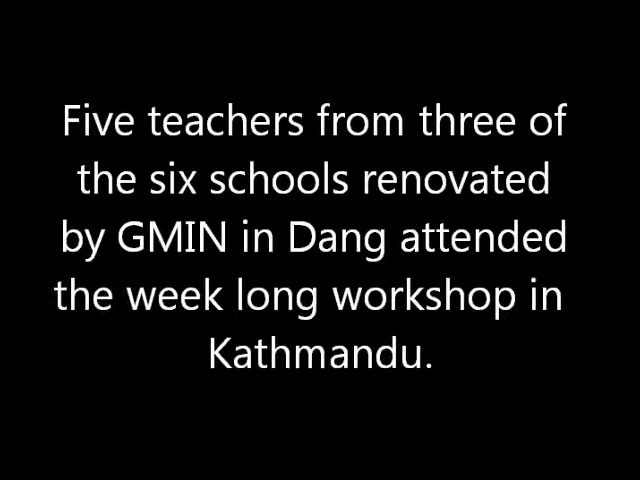 Five teachers from three of
the six schools renovated
by GMIN in Dang attended
the week long workshop in
Kathmandu.